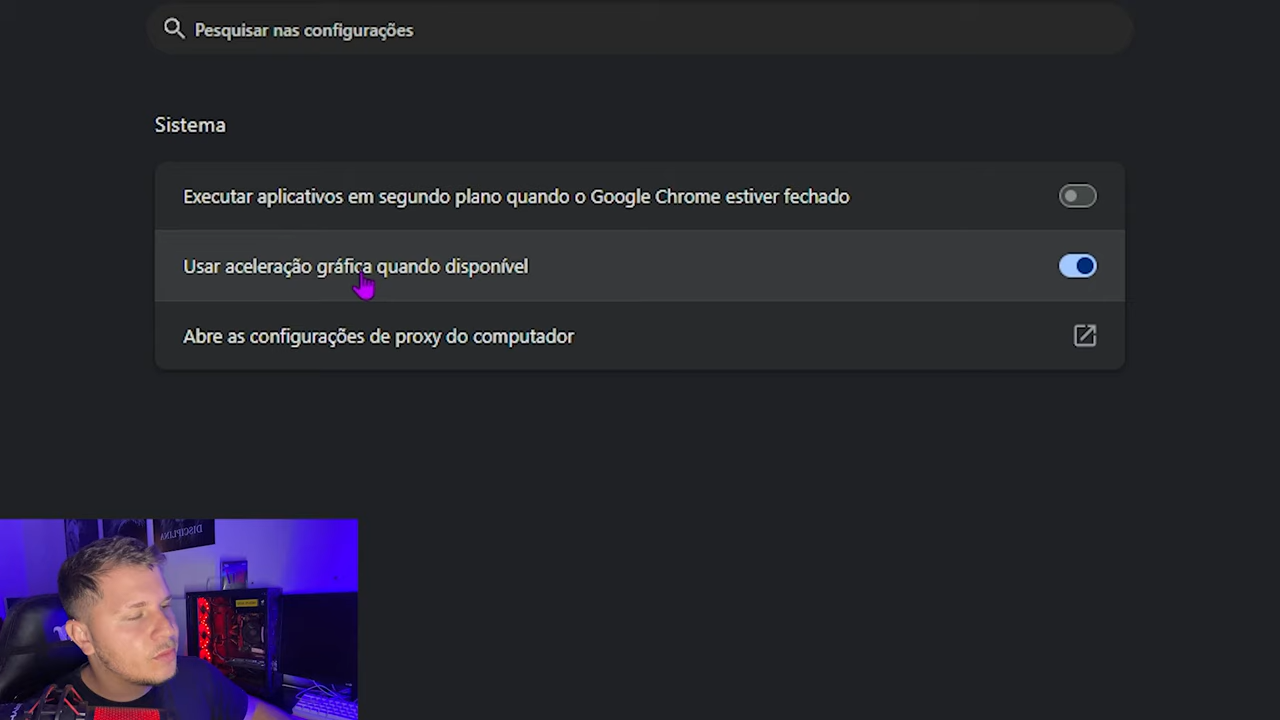 Pesquisar nas configurações
Sistema
Executar aplicativos em segundo plano quando o Google Chrome estiver fechado
Usar aceleração gráfica quando disponível
Abre as configurações de proxy do computador
DISCIPLINA